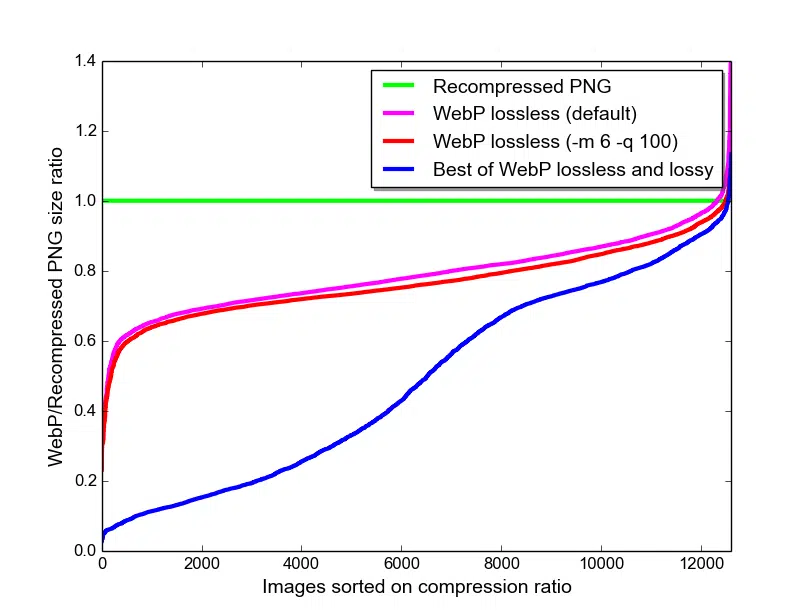 1.4
1.2
1.0
0.8
0.6
0.4
0.2
0.0
WebP/Recompressed PNG size ratio
Recompressed PNG
WebP lossless (default)
WebP lossless (-m 6 -q 100)
Best of WebP lossless and lossy
0 2000 4000 6000 8000 10000 12000
Images sorted on compression ratio